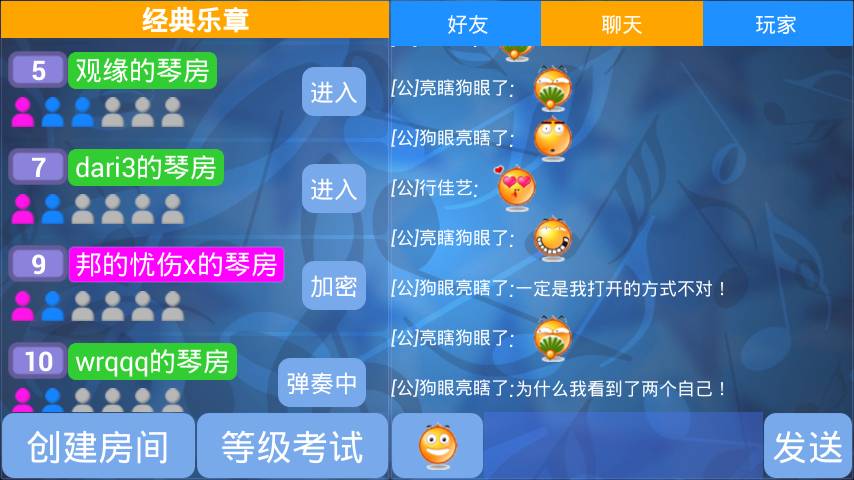 经典乐章
5 观缘的琴房
进入
7 dari3的琴房
进入
9 邦的忧伤x的琴房
加密
10 wrqqq的琴房
弹奏中
创建房间 等级考试
好友 聊天 玩家
[公]亮瞎狗眼了:
[公]狗眼亮瞎了:
[公]行佳艺:
[公]亮瞎狗眼了:
[公]狗眼亮瞎了:一定是我打开的方式不对！
[公]亮瞎狗眼了:
[公]狗眼亮瞎了:为什么我看到了两个自己！
发送